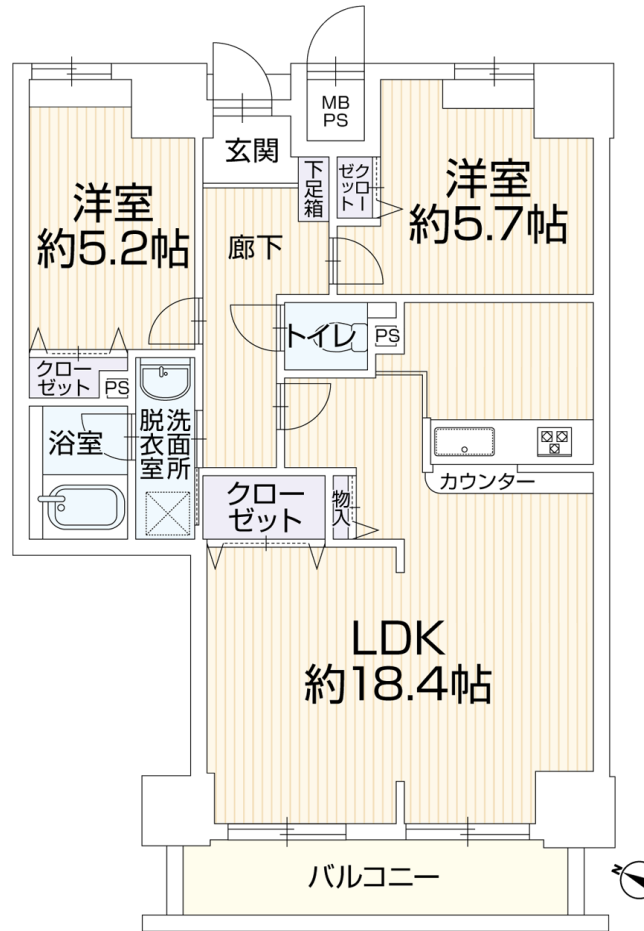 MB
PS
玄関
下足箱
クローゼット
洋室
約5.7帖
洋室
約5.2帖
廊下
トイレ
PS
クロー
ゼット
PS
浴室
洗面所
脱衣室
カウンター
クロー
ゼット
物入
LDK
約18.4帖
バルコニー
N